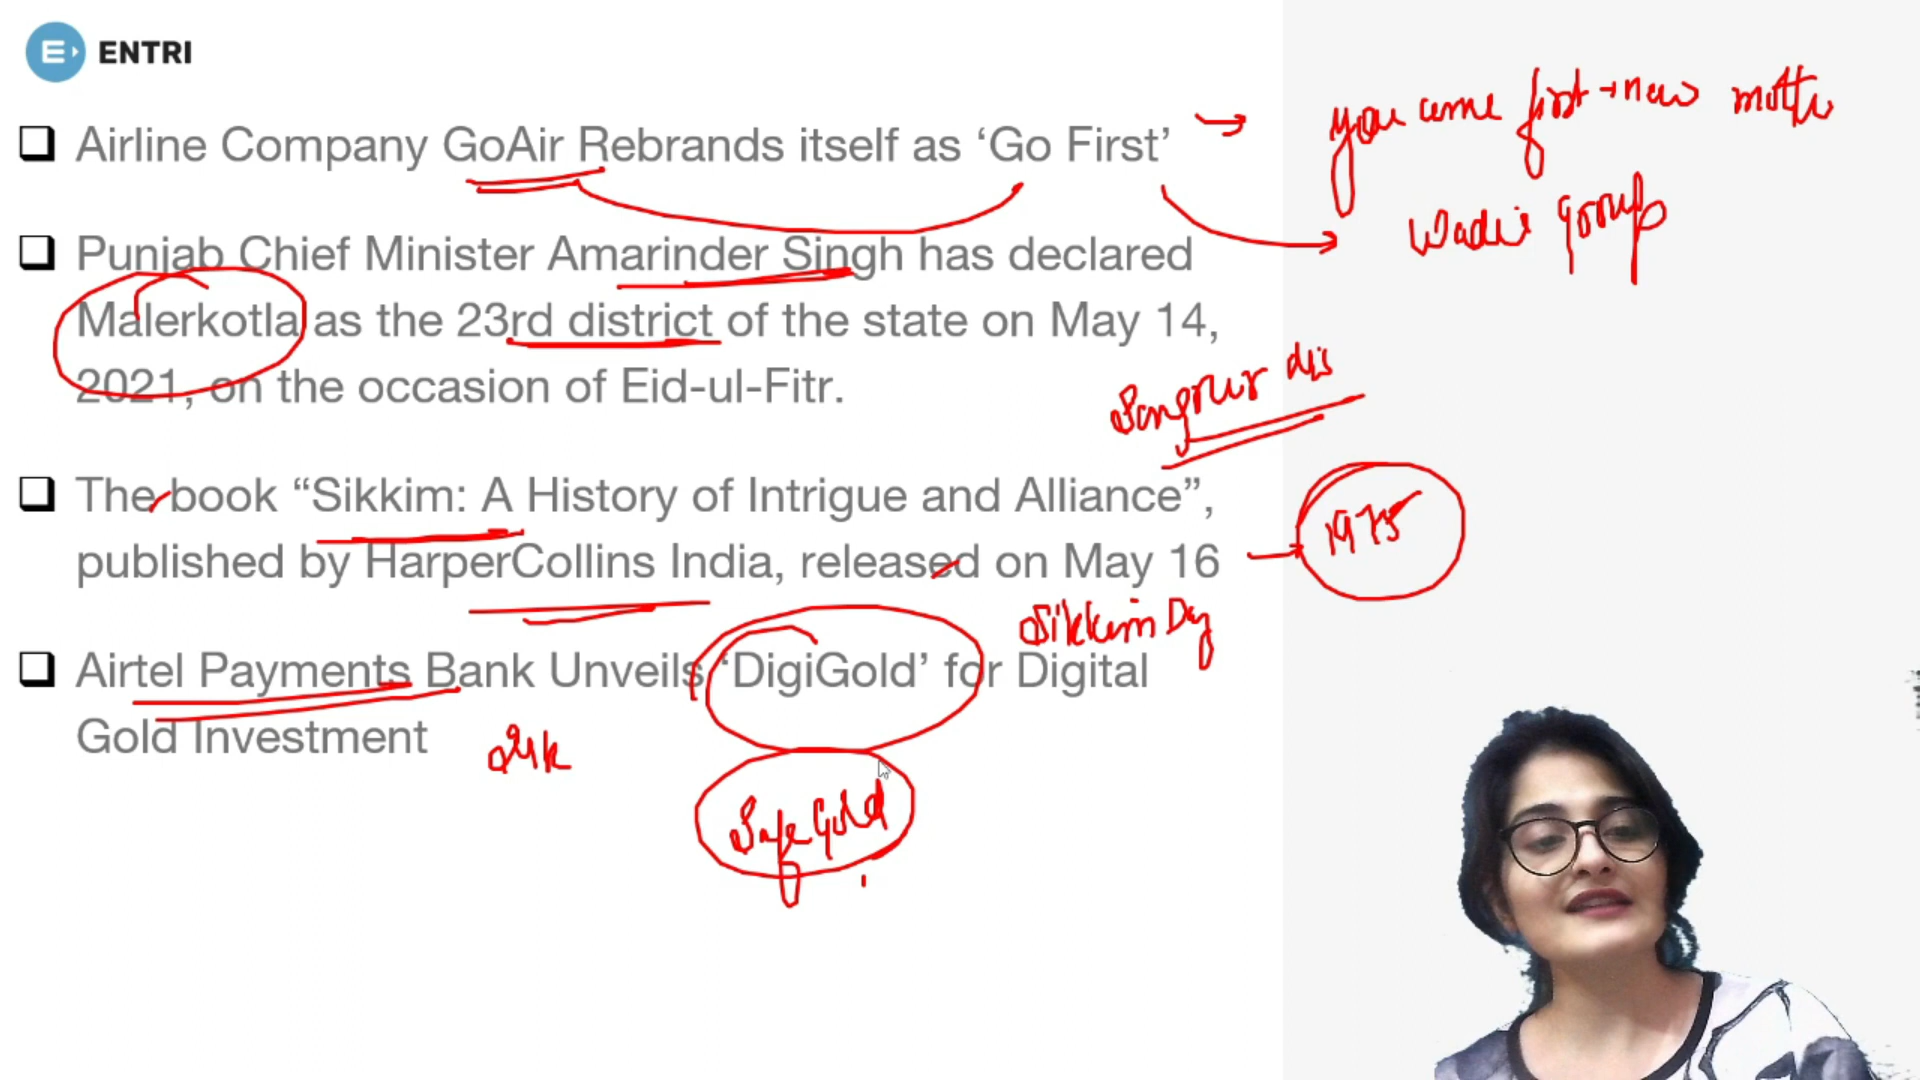 ENTRI
Airline Company GoAir Rebrands itself as ‘Go First’
you come first → new motto
Wadia group
Punjab Chief Minister Amarinder Singh has declared
Malerkotla as the 23rd district of the state on May 14,
2021, on the occasion of Eid-ul-Fitr.
Sangrur dis
The book “Sikkim: A History of Intrigue and Alliance”,
published by HarperCollins India, released on May 16
1975
Sikkim Day
Airtel Payments Bank Unveils ‘DigiGold’ for Digital
Gold Investment
24k
Safe Gold